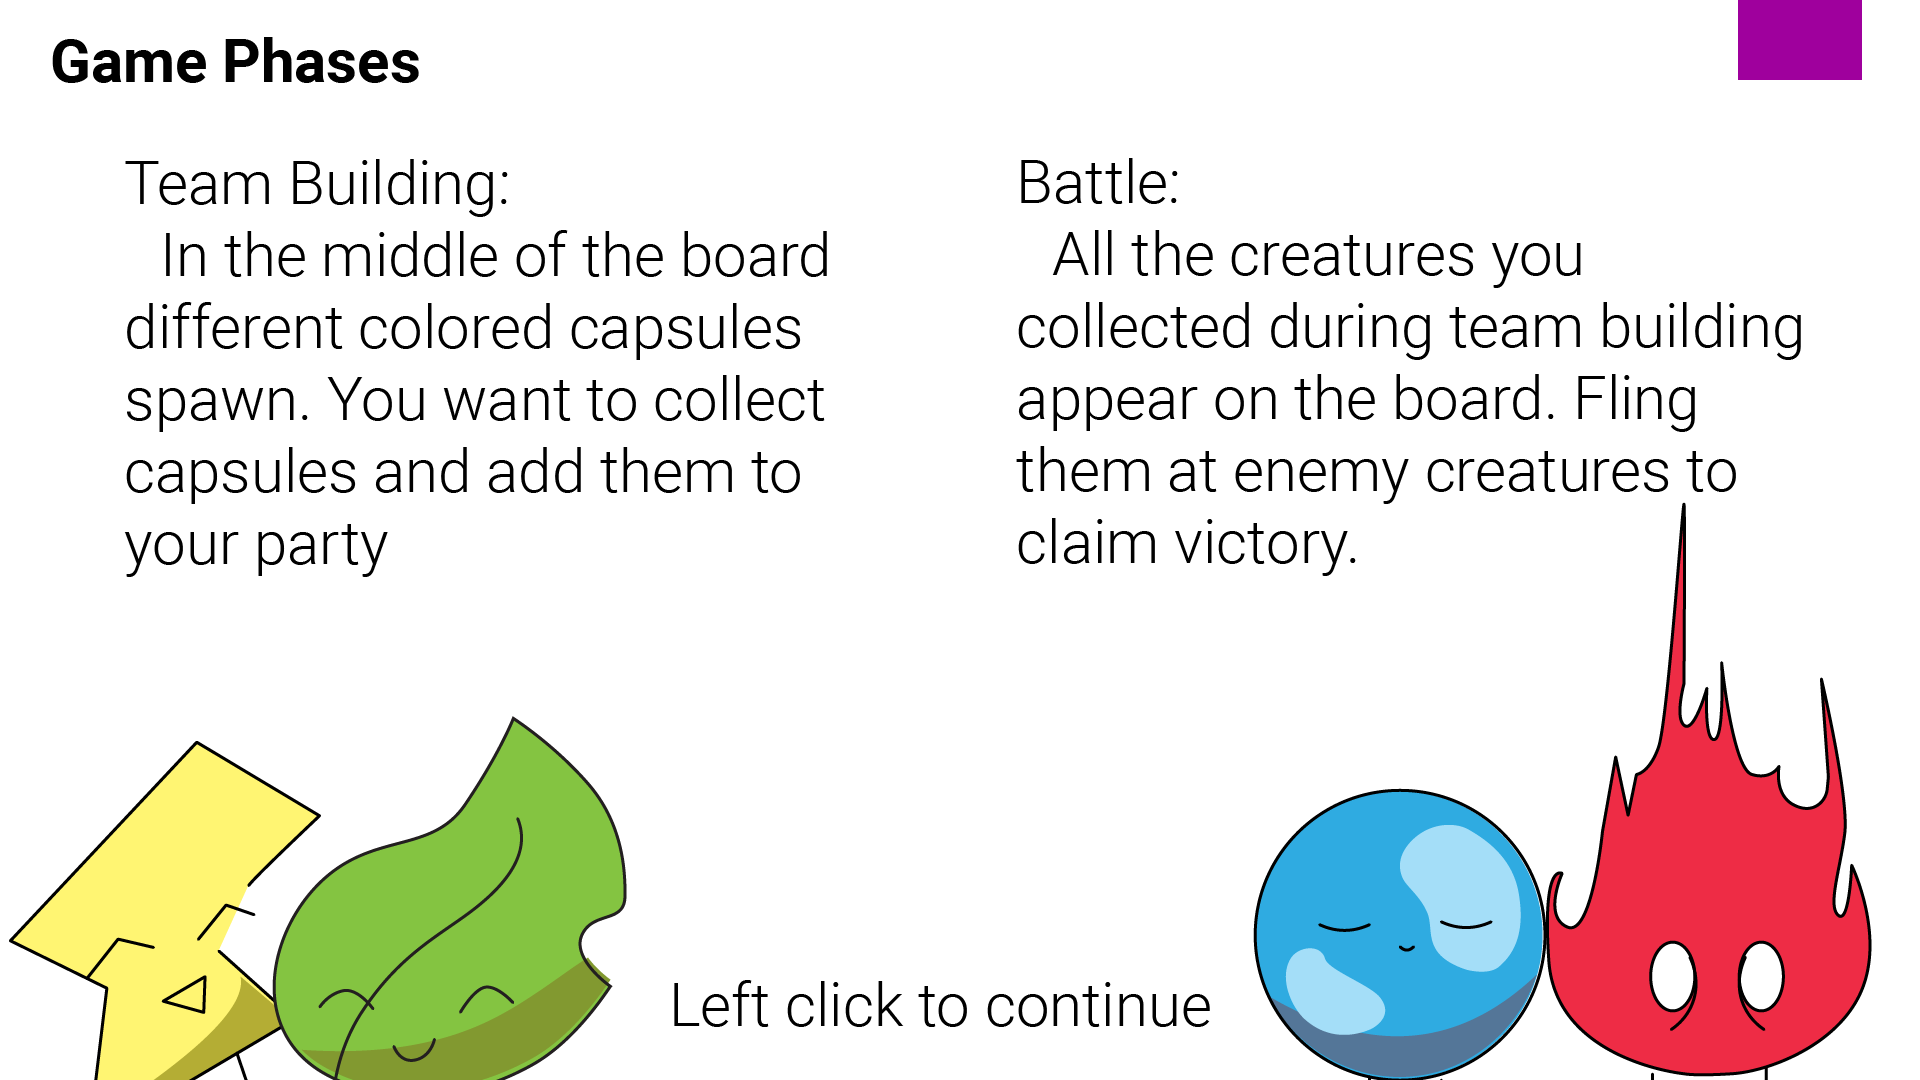 Game Phases
Team Building:
In the middle of the board
different colored capsules
spawn. You want to collect
capsules and add them to
your party
Battle:
All the creatures you
collected during team building
appear on the board. Fling
them at enemy creatures to
claim victory.
Left click to continue